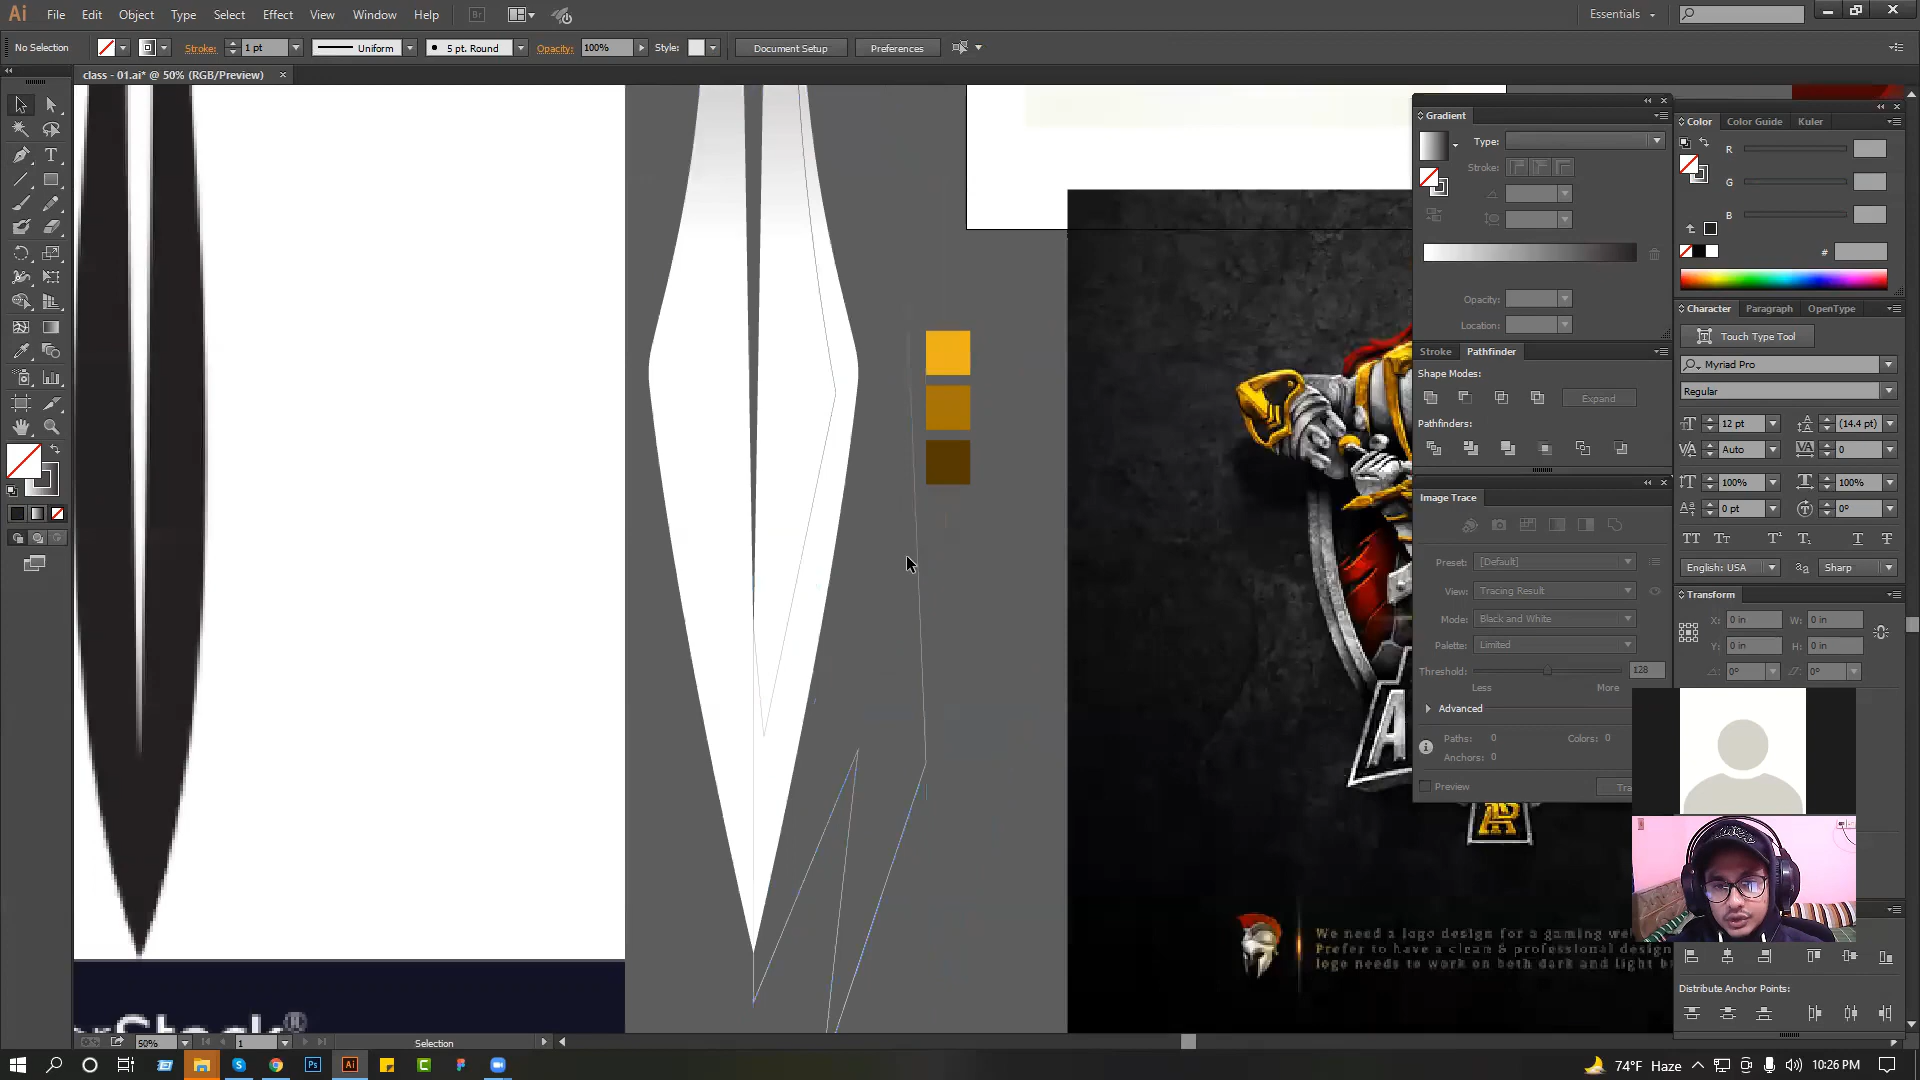 Ai File Edit Object Type Select Effect View Window Help Br Essentials
No Selection Stroke: 1 pt Uniform 5 pt. Round Opacity: 100% Style: Document Setup Preferences
class - 01.ai* @ 50% (RGB/Preview)
Gradient
Type:
Stroke:
Opacity:
Location:
Stroke Pathfinder
Shape Modes:
Expand
Pathfinders:
Image Trace
Preset: [Default]
View: Tracing Result
Mode: Black and White
Palette: Limited
Threshold: 128
Less More
Advanced
Paths: 0 Colors: 0
Anchors: 0
Preview Tra
Color Color Guide Kuler
R
G
B
#
Character Paragraph OpenType
Touch Type Tool
Myriad Pro
Regular
12 pt (14.4 pt)
Auto 0
100% 100%
0 pt 0°
English: USA Sharp
Transform
X: 0 in W: 0 in
Y: 0 in H: 0 in
0° 0°
Distribute Anchor Points:
We need a logo design for a gaming we
Prefer to have a clean & professional design
logo needs to work on both dark and light b
erStock®
50% 1 Selection
74°F Haze 10:26 PM